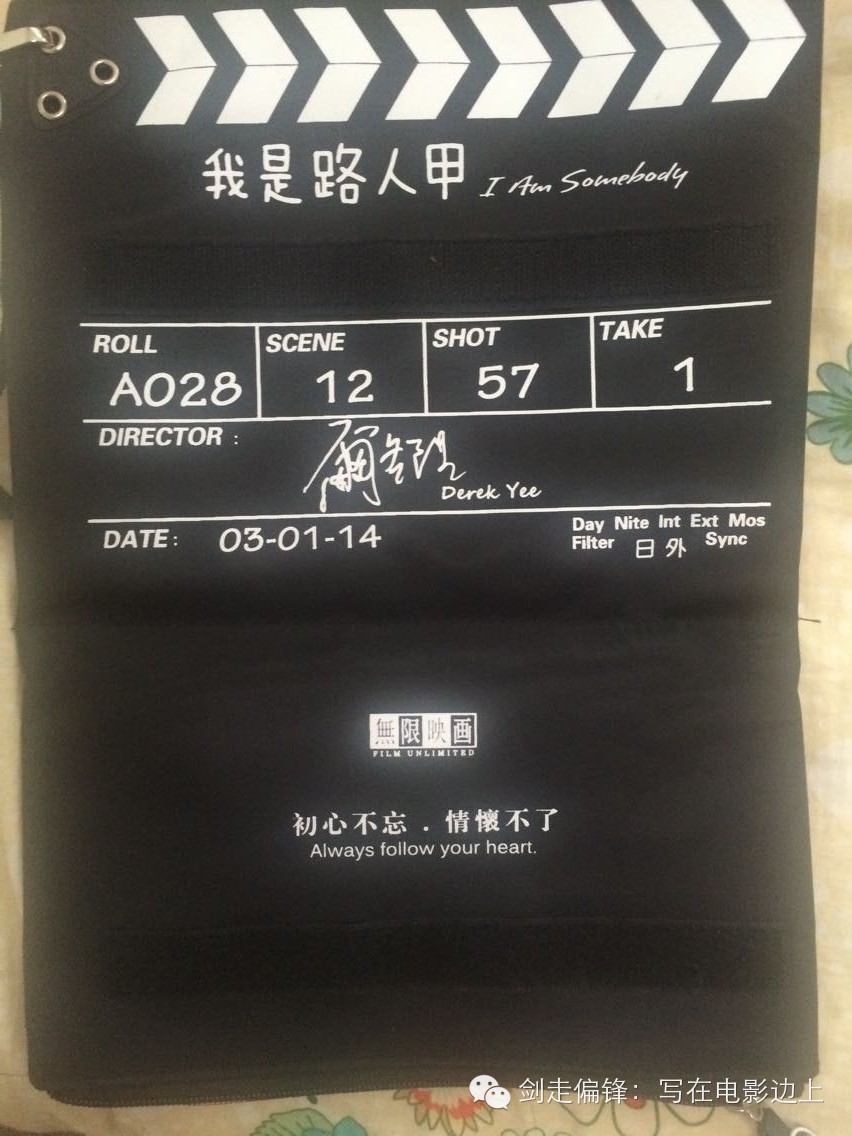 我是路人甲 I Am Somebody
ROLL SCENE SHOT TAKE
A028 12 57 1
DIRECTOR : 尔冬陞
Derek Yee
DATE: 03-01-14
Day Nite Int Ext Mos
Filter 日外 Sync
無限映画
FILM UNLIMITED
初心不忘 . 情懷不了
Always follow your heart.
剑走偏锋：写在电影边上